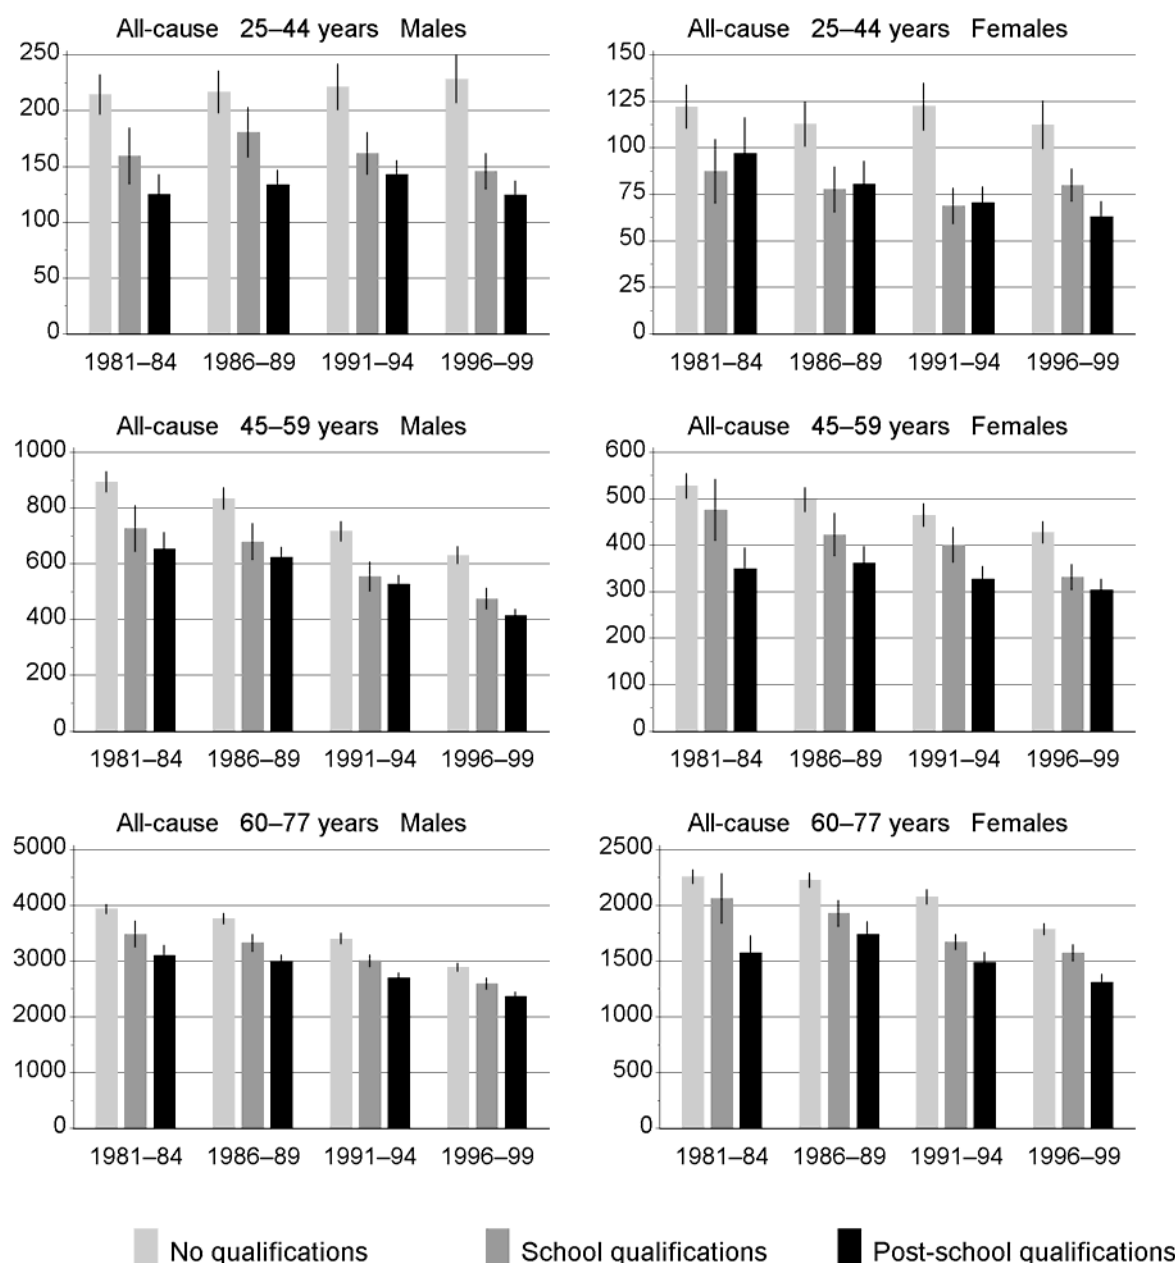 All-cause 25–44 years Males
250
200
150
100
50
0
1981–84 1986–89 1991–94 1996–99
All-cause 25–44 years Females
150
125
100
75
50
25
0
1981–84 1986–89 1991–94 1996–99
All-cause 45–59 years Males
1000
800
600
400
200
0
1981–84 1986–89 1991–94 1996–99
All-cause 45–59 years Females
600
500
400
300
200
100
0
1981–84 1986–89 1991–94 1996–99
All-cause 60–77 years Males
5000
4000
3000
2000
1000
0
1981–84 1986–89 1991–94 1996–99
All-cause 60–77 years Females
2500
2000
1500
1000
500
0
1981–84 1986–89 1991–94 1996–99
No qualifications School qualifications Post-school qualifications